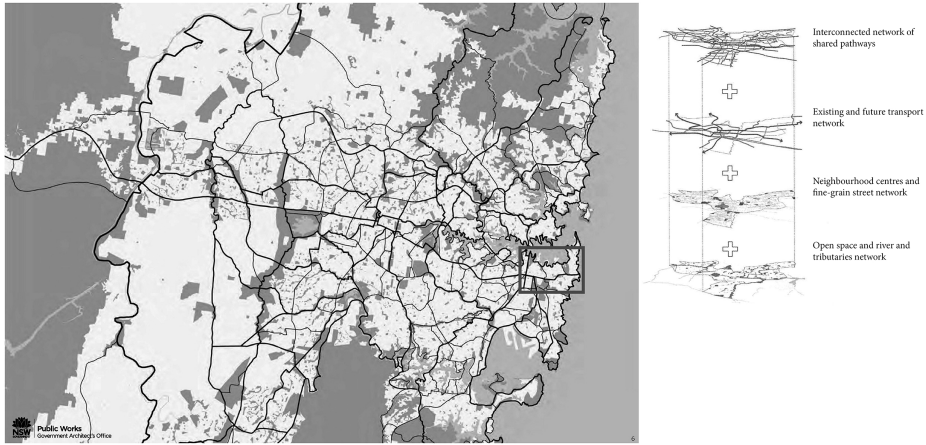 Interconnected network of
shared pathways
Existing and future transport
network
Neighbourhood centres and
fine-grain street network
Open space and river and
tributaries network
NSW
Public Works
Government Architect's Office
6